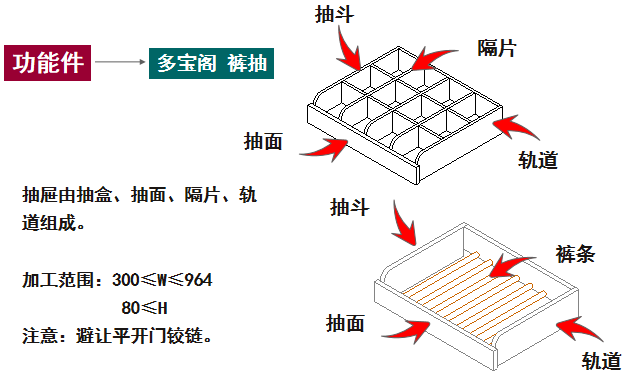 功能件
多宝阁 裤抽
抽斗
隔片
抽面
轨道
抽屉由抽盒、抽面、隔片、轨
道组成。
加工范围：300≤W≤964
80≤H
注意：避让平开门铰链。
抽斗
裤条
抽面
轨道